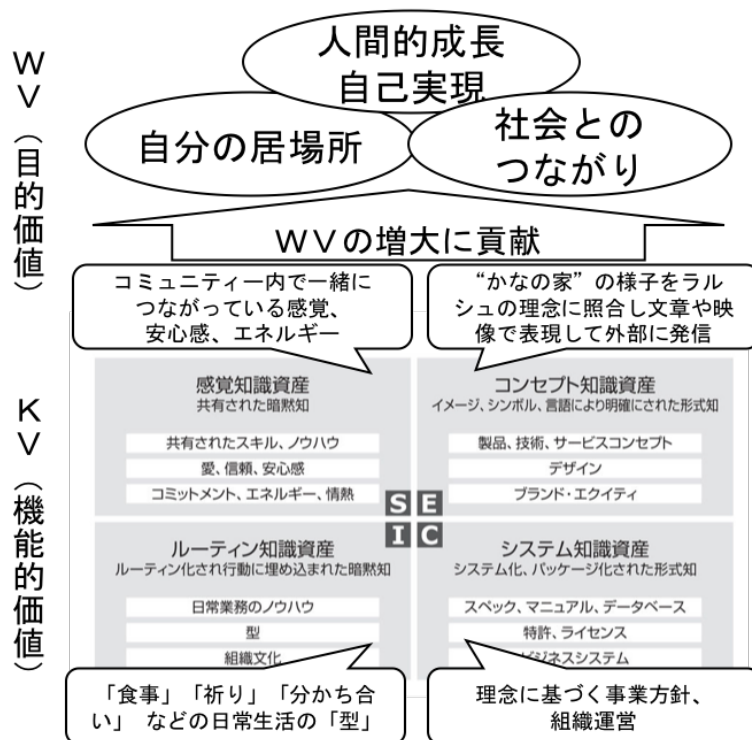 人間的成長
自己実現
自分の居場所
社会との
つながり
WV(目的価値)
WVの増大に貢献
コミュニティー内で一緒に
つながっている感覚、
安心感、エネルギー
“かなの家”の様子をラル
シュの理念に照合し文章や映
像で表現して外部に発信
KV(機能的価値)
感覚知識資産
共有された暗黙知
共有されたスキル、ノウハウ
愛、信頼、安心感
コミットメント、エネルギー、情熱
コンセプト知識資産
イメージ、シンボル、言語により明確にされた形式知
製品、技術、サービスコンセプト
デザイン
ブランド・エクイティ
S E
I C
ルーティン知識資産
ルーティン化され行動に埋め込まれた暗黙知
日常業務のノウハウ
型
組織文化
システム知識資産
システム化、パッケージ化された形式知
スペック、マニュアル、データベース
特許、ライセンス
ビジネスシステム
「食事」「祈り」「分かち合
い」 などの日常生活の「型」
理念に基づく事業方針、
組織運営